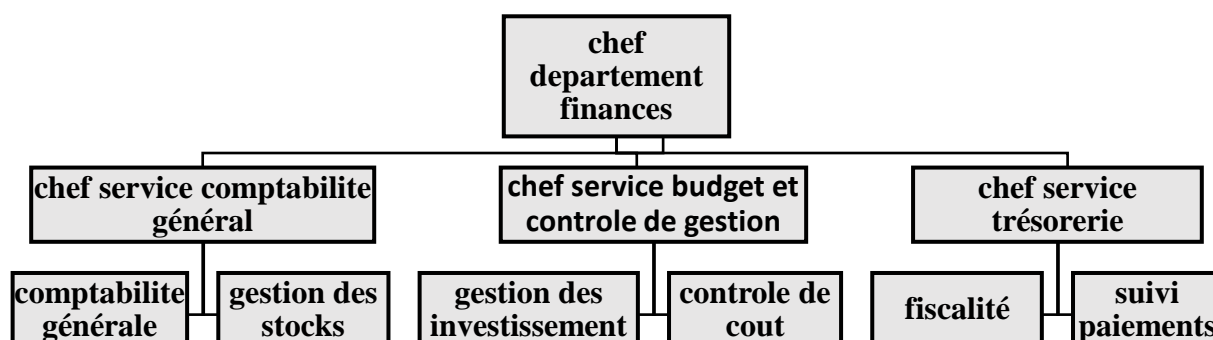 chef
departement
finances
chef service comptabilite
général
chef service budget et
controle de gestion
chef service
trésorerie
comptabilite
générale
gestion des
stocks
gestion des
investissement
controle de
cout
fiscalité
suivi
paiements